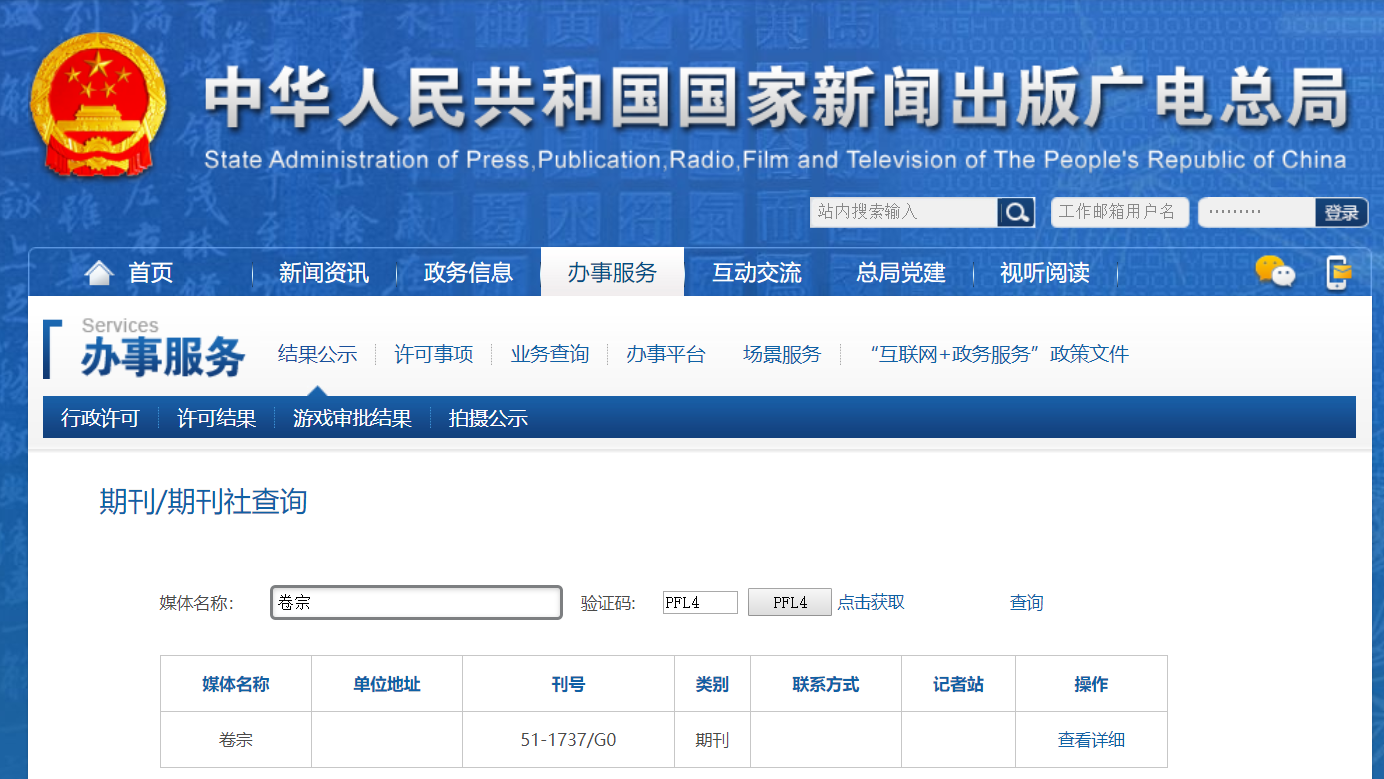 中华人民共和国国家新闻出版广电总局
State Administration of Press,Publication,Radio,Film and Television of The People's Republic of China
站内搜索输入 工作邮箱用户名 ········· 登录
首页 新闻资讯 政务信息 办事服务 互动交流 总局党建 视听阅读
Services
办事服务 结果公示 许可事项 业务查询 办事平台 场景服务 “互联网+政务服务”政策文件
行政许可 许可结果 游戏审批结果 拍摄公示
期刊/期刊社查询
媒体名称: 卷宗 验证码: PFL4 PFL4 点击获取 查询
媒体名称 单位地址 刊号 类别 联系方式 记者站 操作
卷宗 51-1737/G0 期刊 查看详细